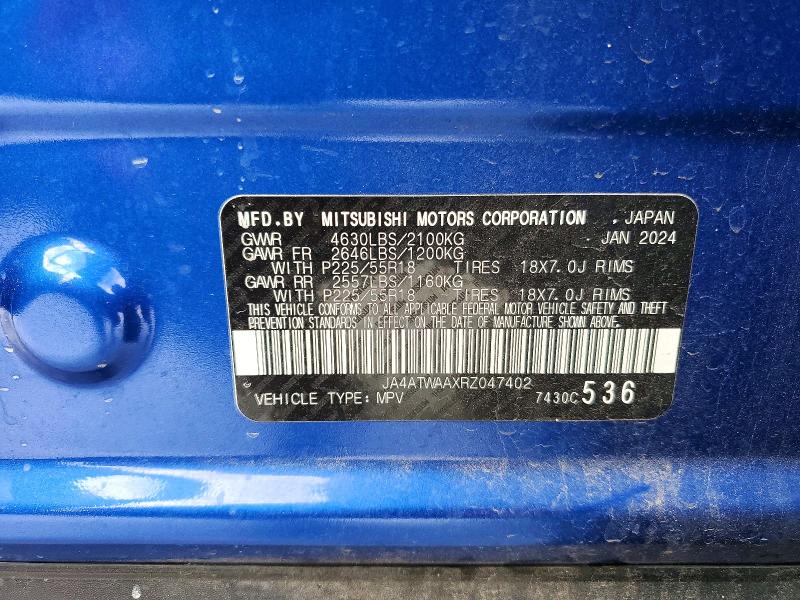 MFD.BY MITSUBISHI MOTORS CORPORATION , JAPAN
GVWR 4630LBS/2100KG JAN 2024
GAWR FR 2646LBS/1200KG
WITH P225/55R18 TIRES 18X7.0J RIMS
GAWR RR 2557LBS/1160KG
WITH P225/55R18 TIRES 18X7.0J RIMS
THIS VEHICLE CONFORMS TO ALL APPLICABLE FEDERAL MOTOR VEHICLE SAFETY AND THEFT
PREVENTION STANDARDS IN EFFECT ON THE DATE OF MANUFACTURE SHOWN ABOVE.
JA4ATWAAXRZ047402
VEHICLE TYPE: MPV 7430C 536